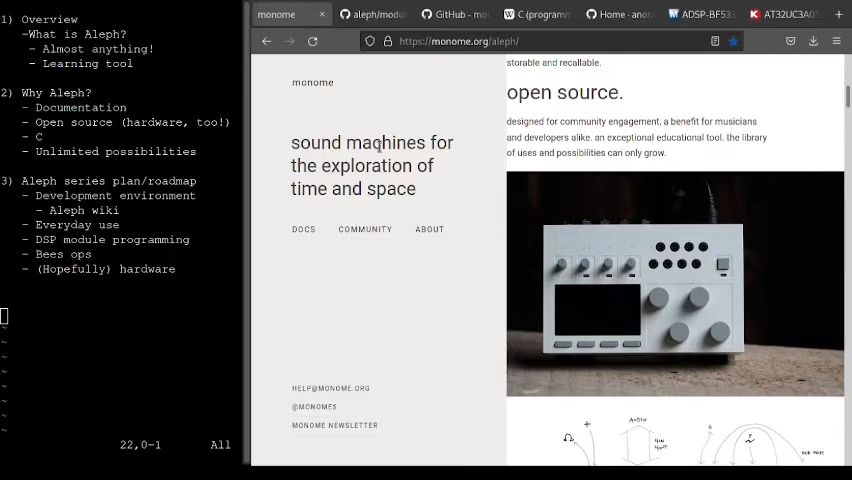 1) Overview
-What is Aleph?
- Almost anything!
- Learning tool
2) Why Aleph?
- Documentation
- Open source (hardware, too!)
- C
- Unlimited possibilities
3) Aleph series plan/roadmap
- Development environment
- Aleph wiki
- Everyday use
- DSP module programming
- Bees ops
- (Hopefully) hardware
~
~
~
~
~
~
~
~
22,0-1 All
monome
aleph/modul
GitHub - mo
C (program
Home · anor
ADSP-BF533
AT32UC3A0
https://monome.org/aleph/
monome
sound machines for
the exploration of
time and space
DOCS COMMUNITY ABOUT
HELP@MONOME.ORG
@MONOMES
MONOME NEWSLETTER
storable and recallable.
open source.
designed for community engagement, a benefit for musicians
and developers alike. an exceptional educational tool. the library
of uses and possibilities can only grow.
AUDIO